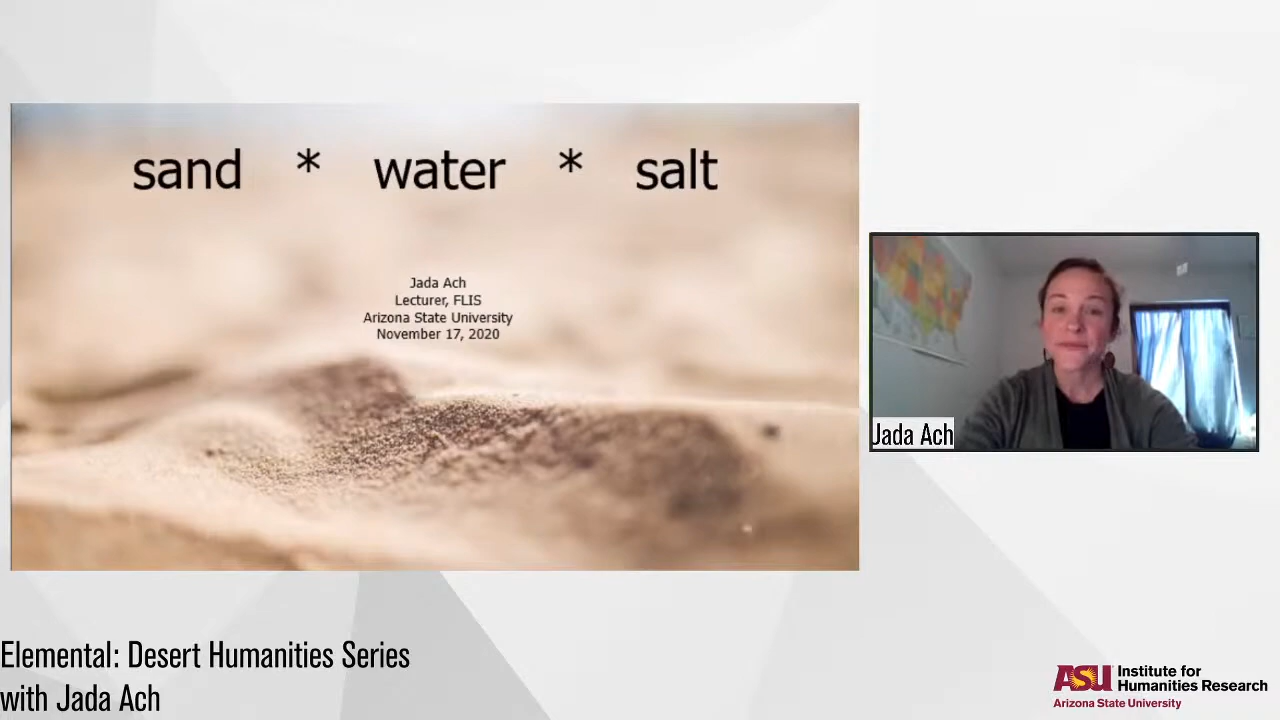 sand * water * salt
Jada Ach
Lecturer, FLIS
Arizona State University
November 17, 2020
Jada Ach
Elemental: Desert Humanities Series
with Jada Ach
ASU Institute for
Humanities Research
Arizona State University